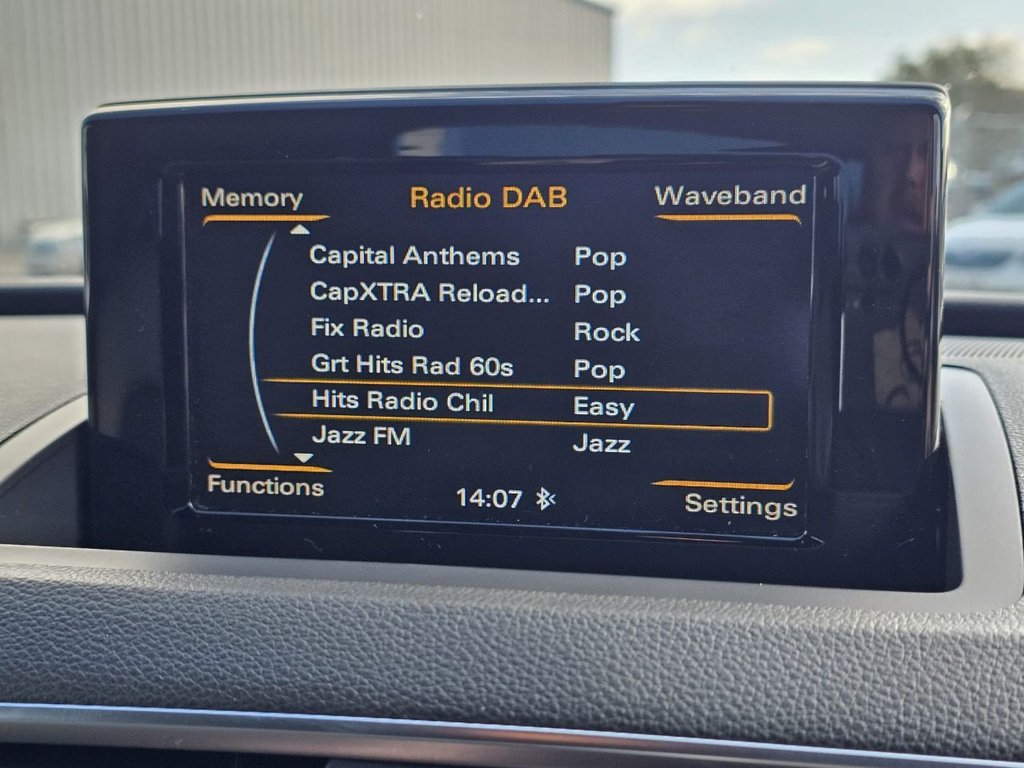 Memory Radio DAB Waveband
Capital Anthems Pop
CapXTRA Reload... Pop
Fix Radio Rock
Grt Hits Rad 60s Pop
Hits Radio Chil Easy
Jazz FM Jazz
Functions 14:07 Settings